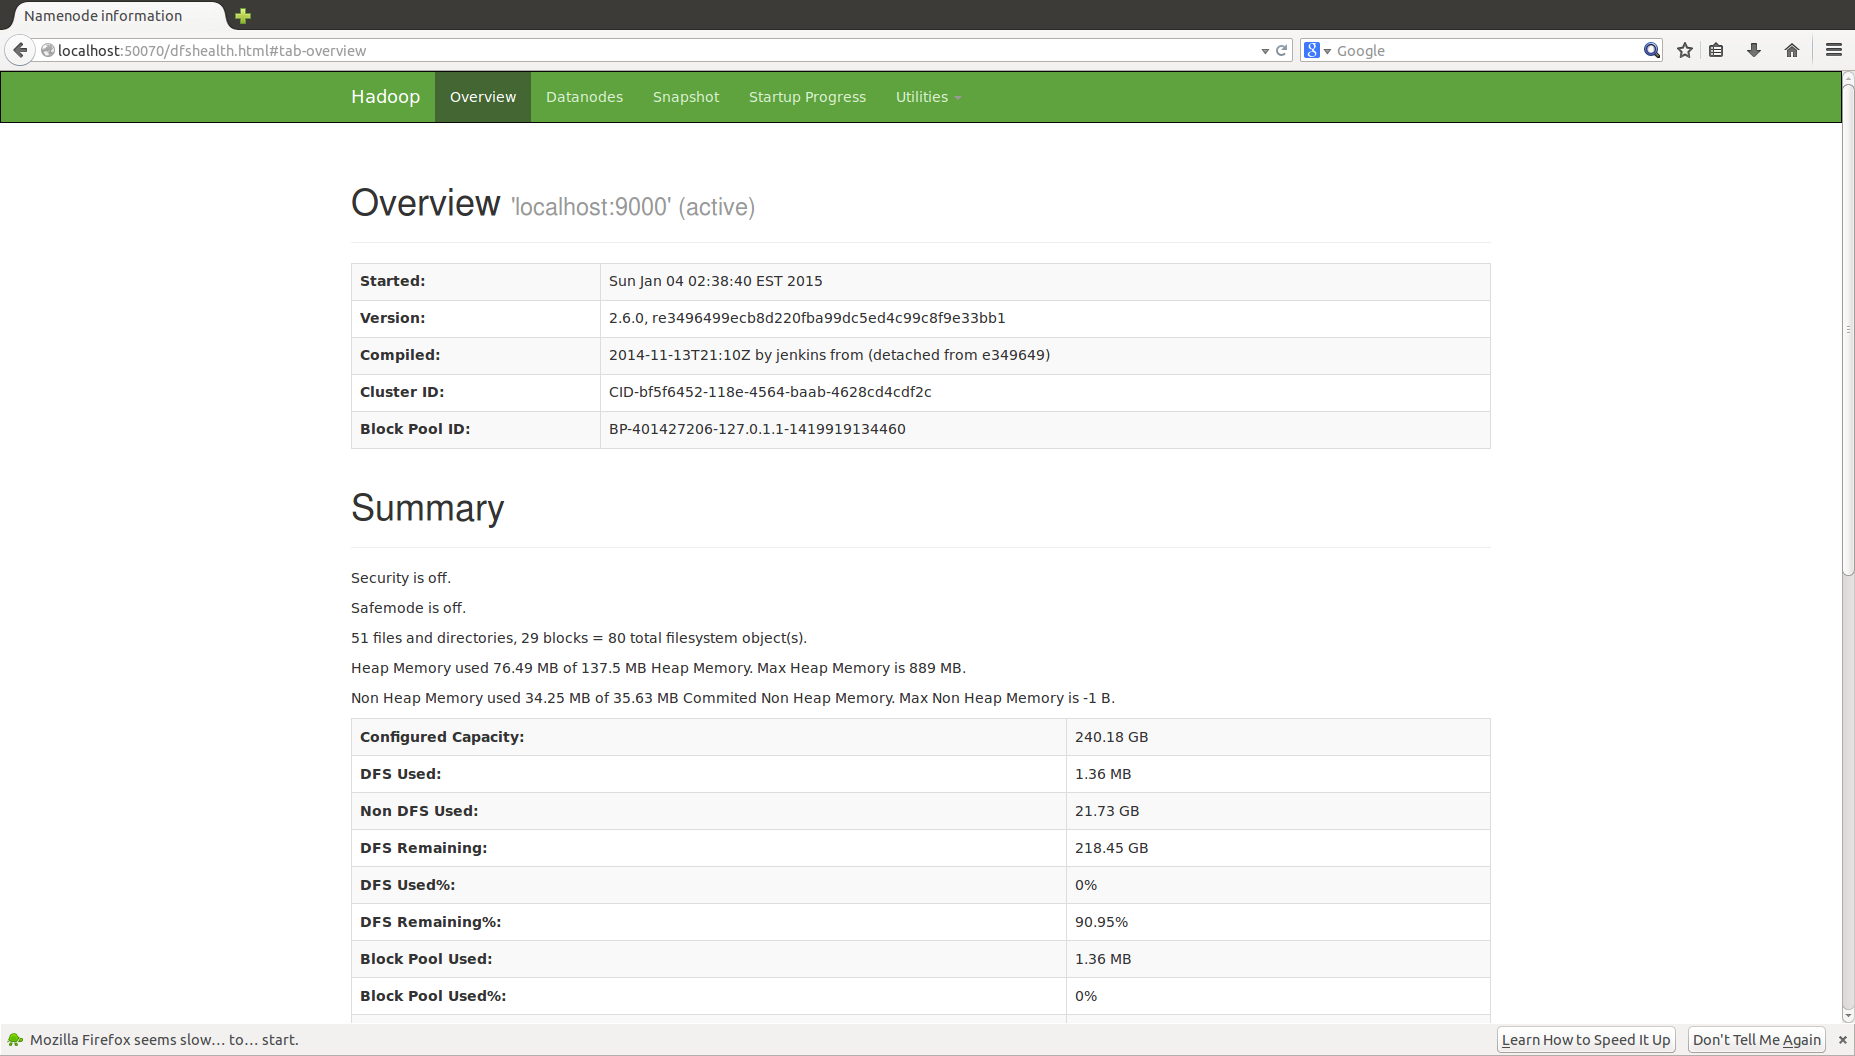 Namenode information
localhost:50070/dfshealth.html#tab-overview
8 Google
Hadoop Overview Datanodes Snapshot Startup Progress Utilities
Overview 'localhost:9000' (active)
Started: Sun Jan 04 02:38:40 EST 2015
Version: 2.6.0, re3496499ecb8d220fba99dc5ed4c99c8f9e33bb1
Compiled: 2014-11-13T21:10Z by jenkins from (detached from e349649)
Cluster ID: CID-bf5f6452-118e-4564-baab-4628cd4cdf2c
Block Pool ID: BP-401427206-127.0.1.1-1419919134460
Summary
Security is off.
Safemode is off.
51 files and directories, 29 blocks = 80 total filesystem object(s).
Heap Memory used 76.49 MB of 137.5 MB Heap Memory. Max Heap Memory is 889 MB.
Non Heap Memory used 34.25 MB of 35.63 MB Commited Non Heap Memory. Max Non Heap Memory is -1 B.
Configured Capacity: 240.18 GB
DFS Used: 1.36 MB
Non DFS Used: 21.73 GB
DFS Remaining: 218.45 GB
DFS Used%: 0%
DFS Remaining%: 90.95%
Block Pool Used: 1.36 MB
Block Pool Used%: 0%
Mozilla Firefox seems slow... to... start. Learn How to Speed It Up Don't Tell Me Again